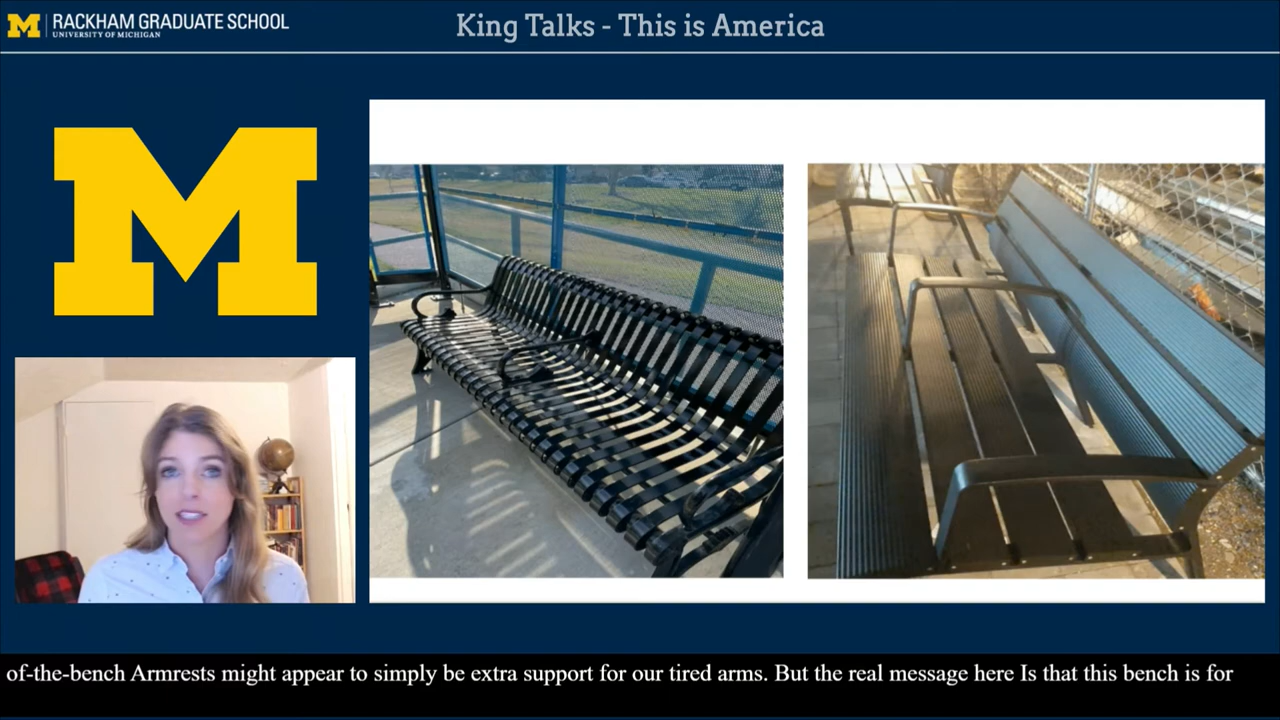 M RACKHAM GRADUATE SCHOOL
UNIVERSITY OF MICHIGAN
King Talks - This is America
M
of-the-bench Armrests might appear to simply be extra support for our tired arms. But the real message here Is that this bench is for